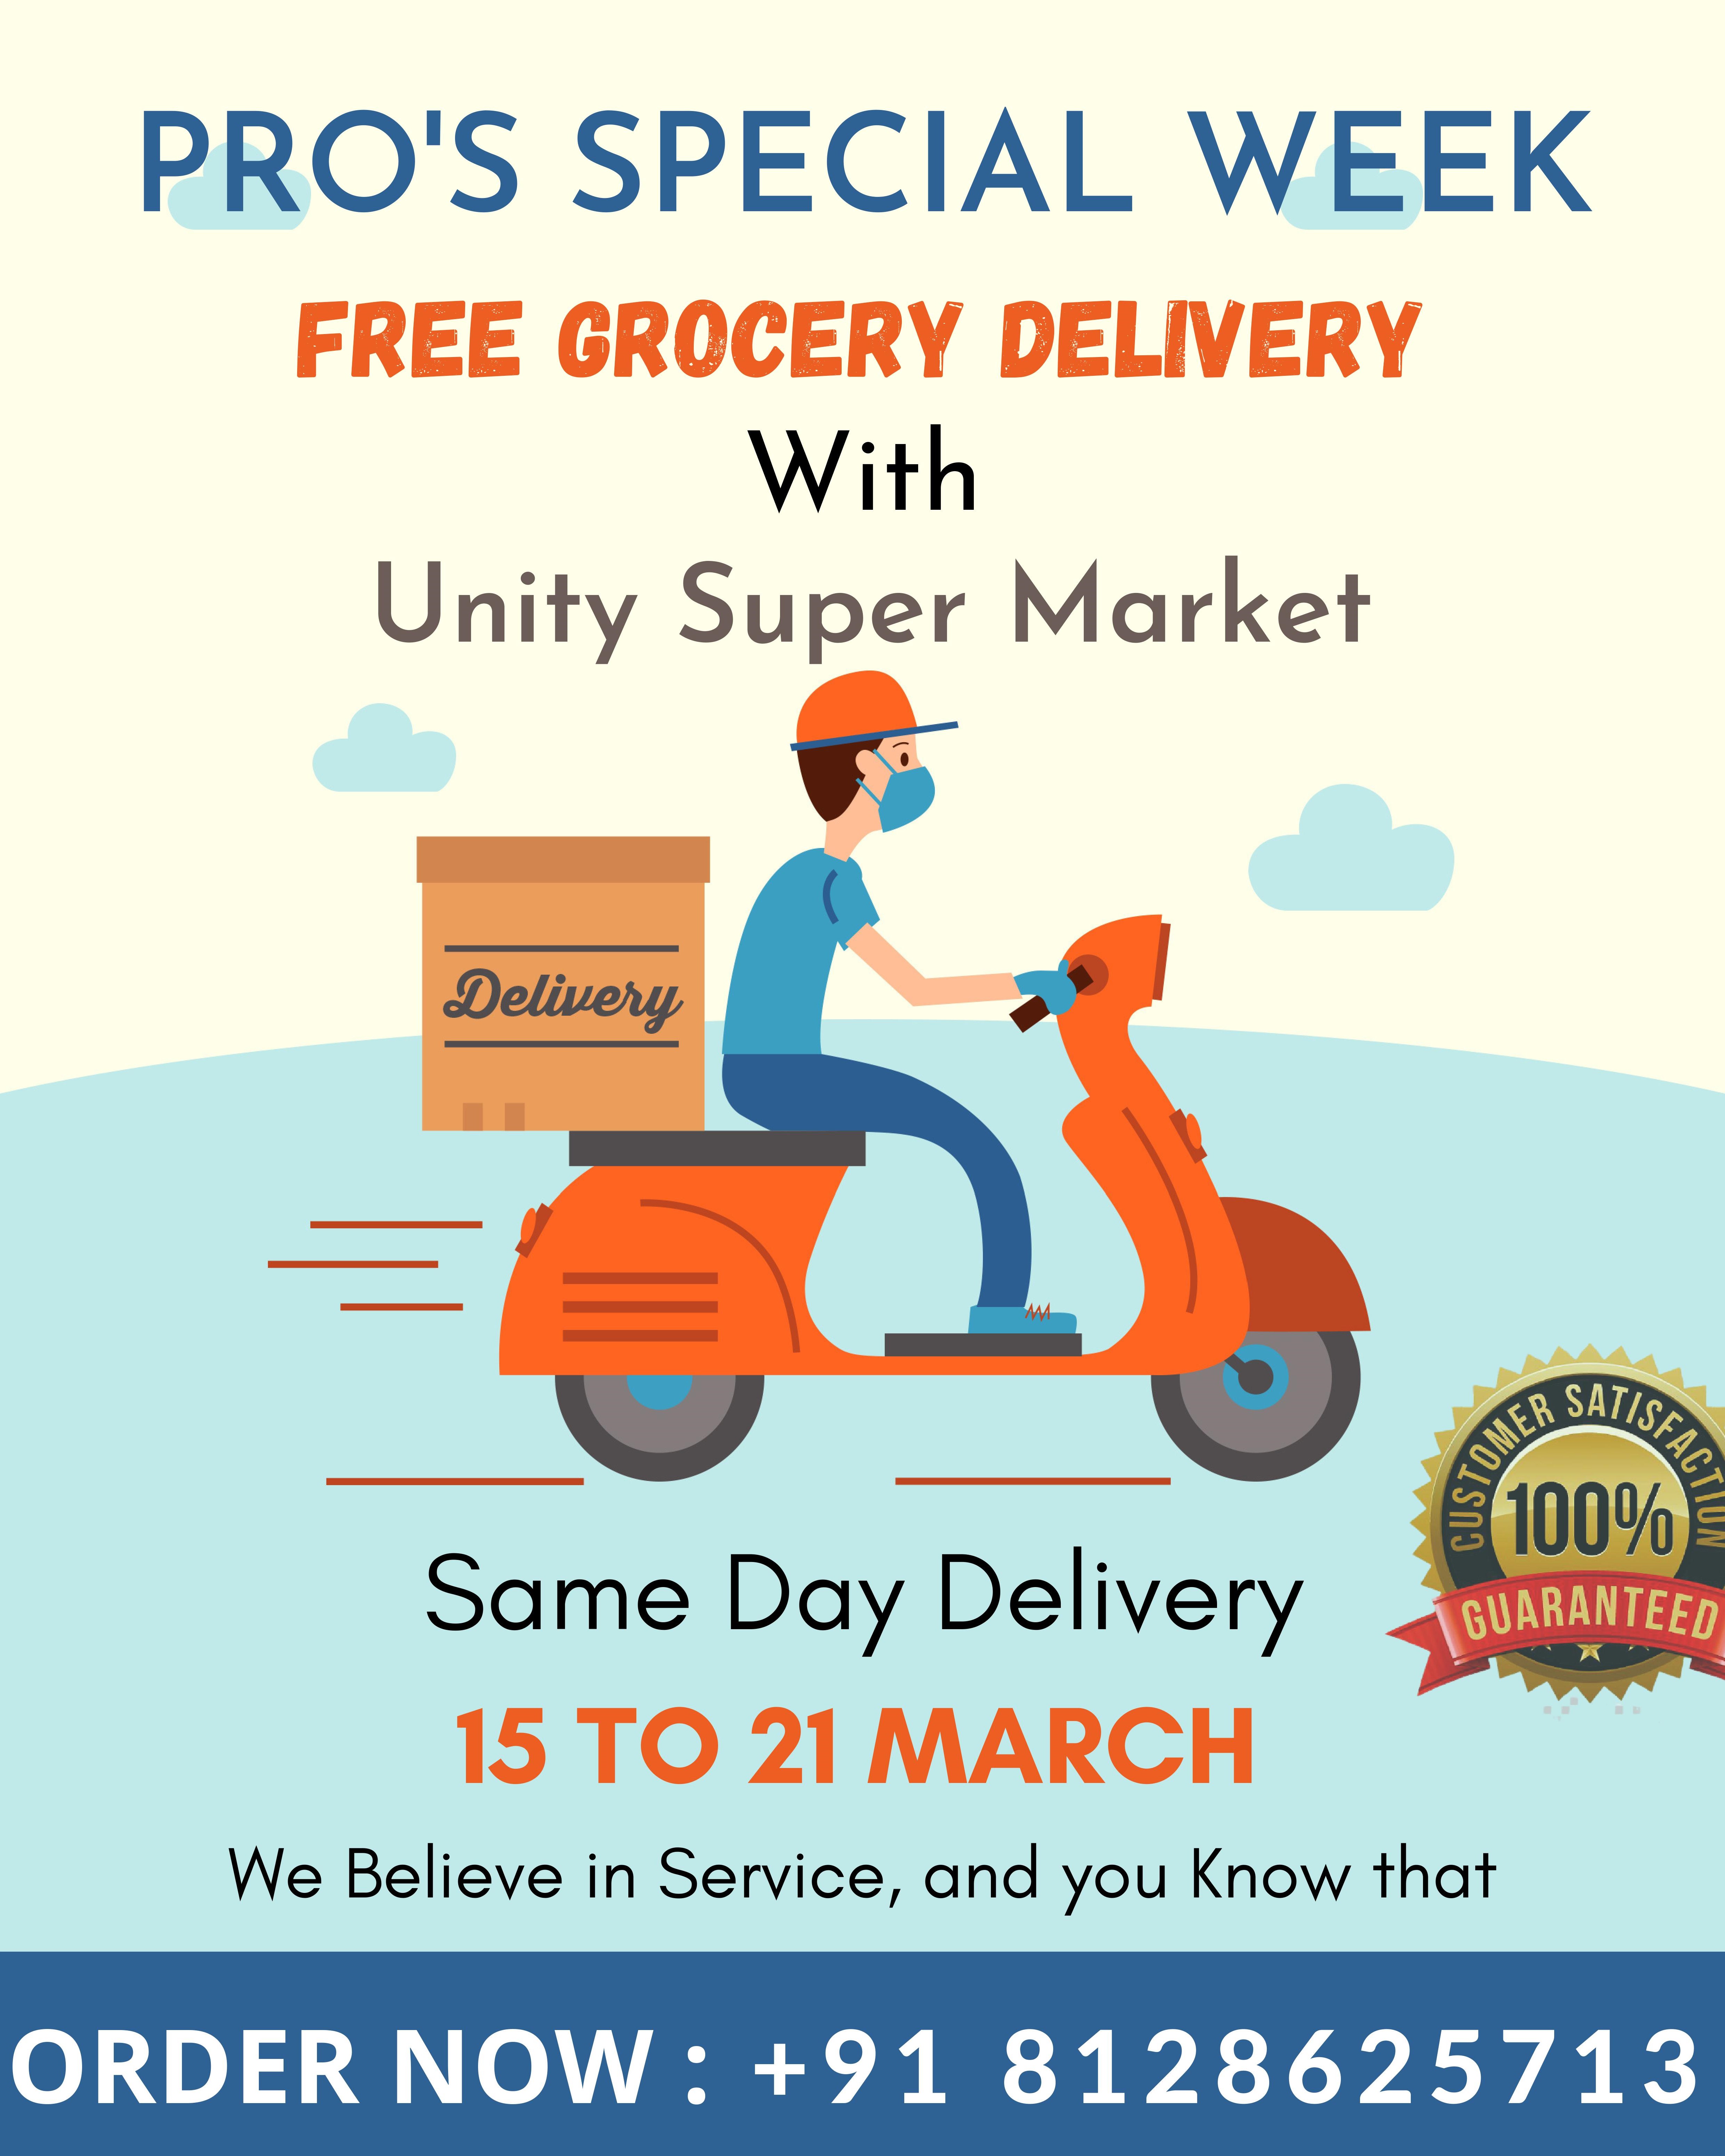 PRO'S SPECIAL WEEK
FREE GROCERY DELIVERY
With
Unity Super Market
Delivery
CUSTOMER SATISFACTION
100%
GUARANTEED
Same Day Delivery
15 TO 21 MARCH
We Believe in Service, and you Know that
ORDER NOW : +91 8128625713